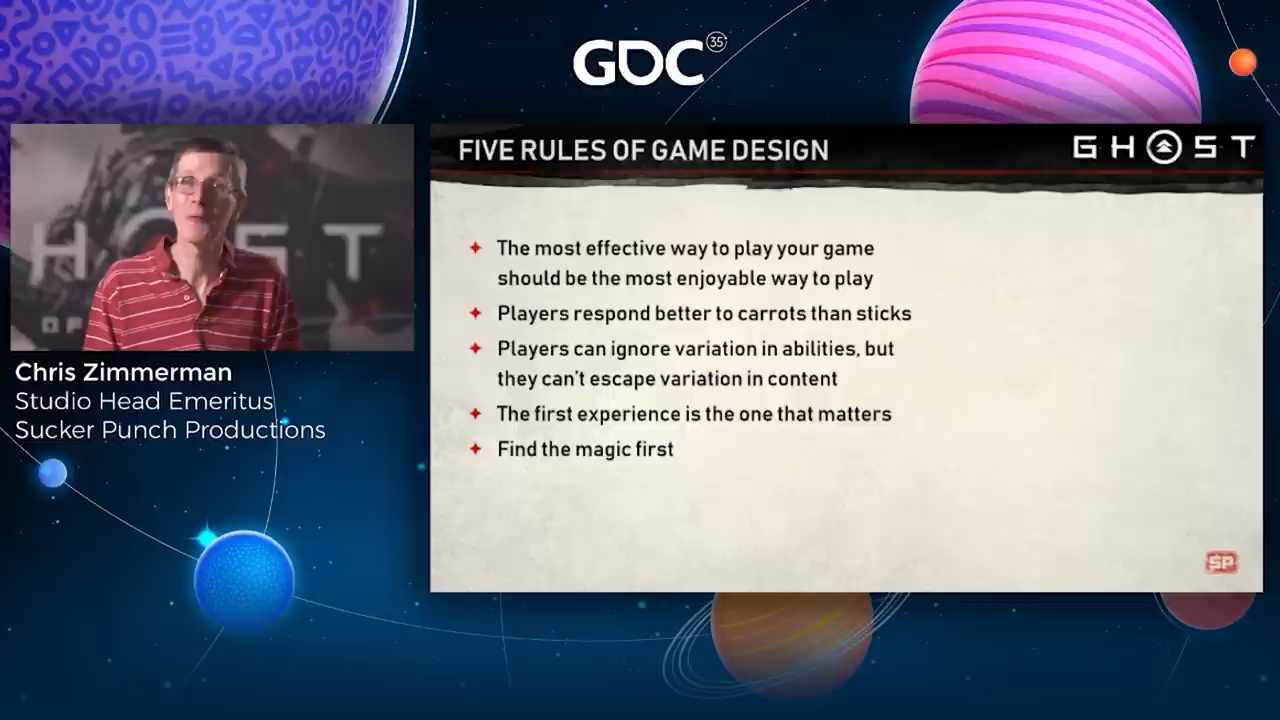 GDC 35
FIVE RULES OF GAME DESIGN
GHOST
H ST
OF
Chris Zimmerman
Studio Head Emeritus
Sucker Punch Productions
The most effective way to play your game
should be the most enjoyable way to play
Players respond better to carrots than sticks
Players can ignore variation in abilities, but
they can't escape variation in content
The first experience is the one that matters
Find the magic first
SP